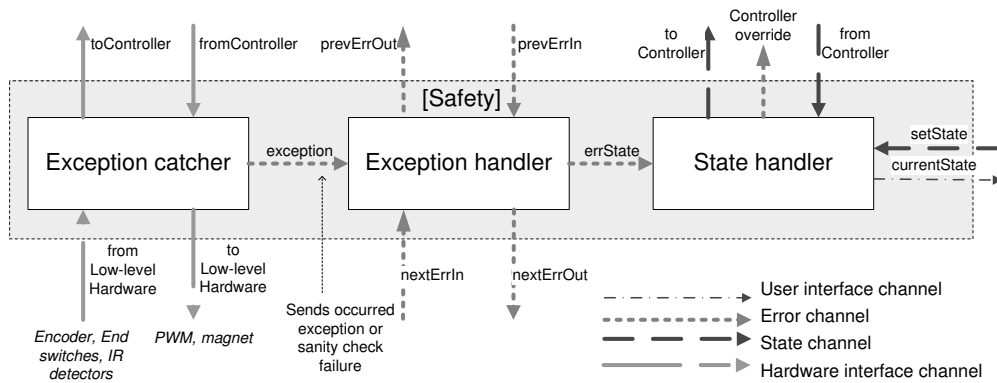 toController
fromController
prevErrOut
prevErrIn
to
Controller
Controller
override
from
Controller
[Safety]
Exception catcher
exception
Exception handler
errState
State handler
setState
currentState
from
Low-level
Hardware
to
Low-level
Hardware
nextErrIn
nextErrOut
Encoder, End
switches, IR
detectors
PWM, magnet
Sends occurred
exception or
sanity check
failure
User interface channel
Error channel
State channel
Hardware interface channel